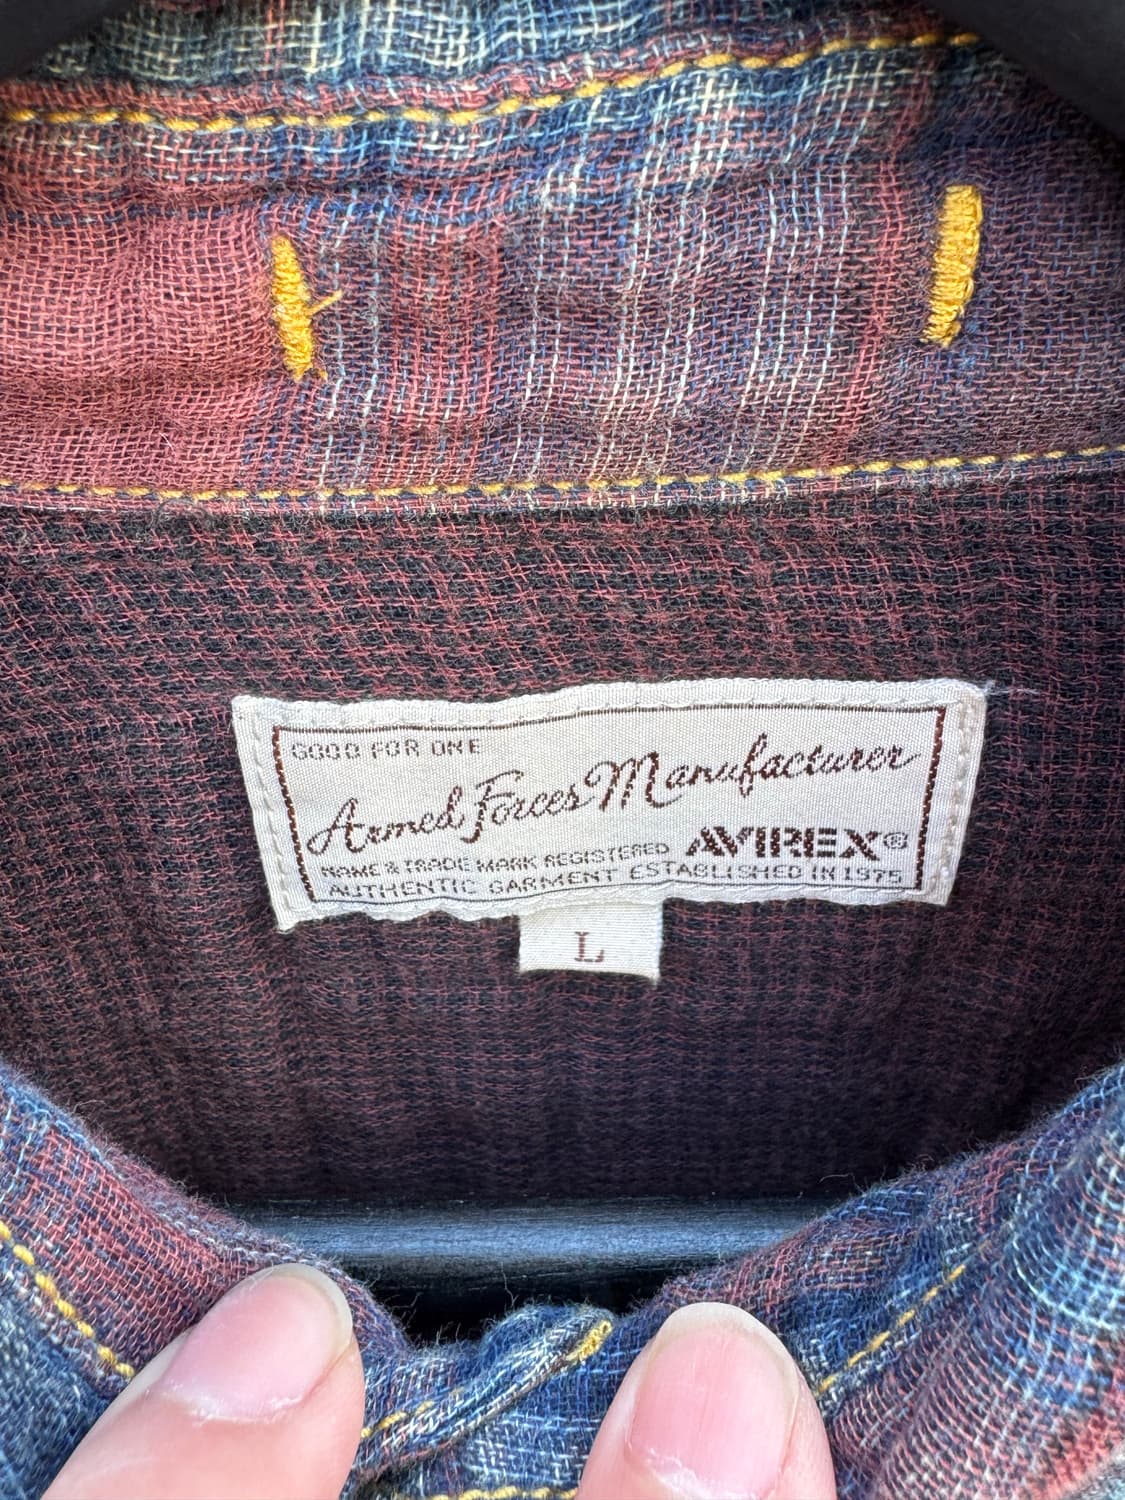 GOOD FOR ONE
Armed Forces Manufacturer
AVIREX®
NAME & TRADE MARK REGISTERED
AUTHENTIC GARMENT ESTABLISHED IN 1975
L